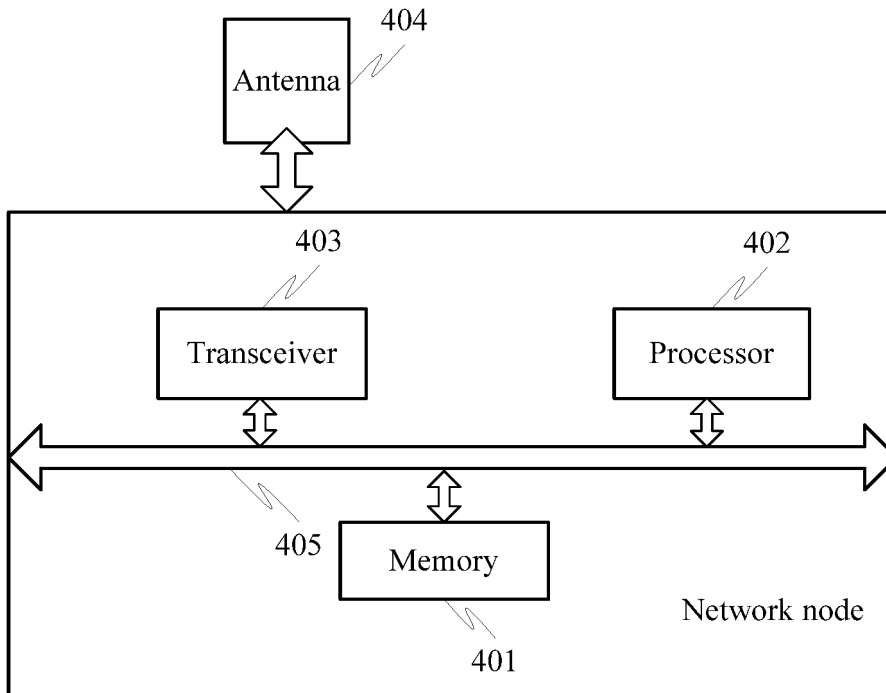 404
Antenna
403
402
Transceiver
Processor
405
Memory
Network node
401